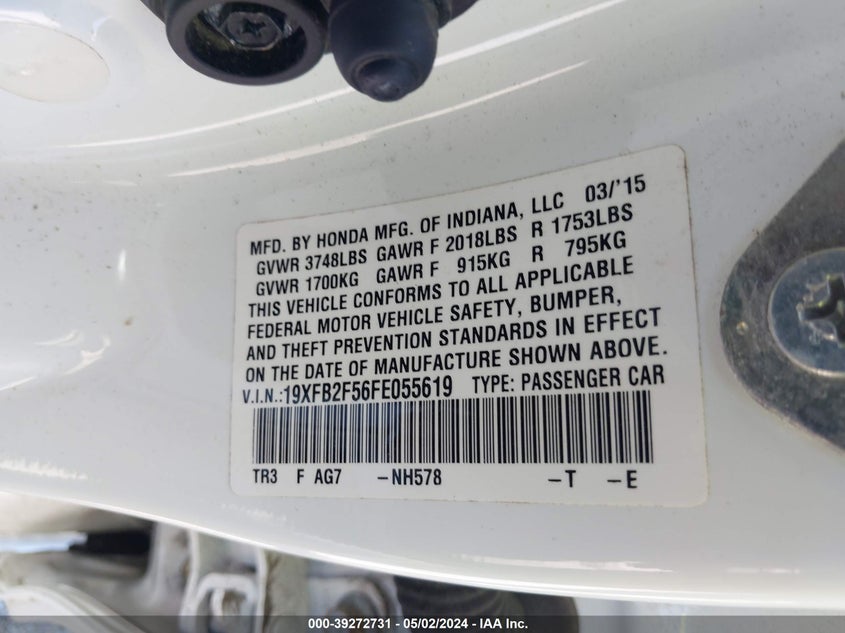 MFD. BY HONDA MFG. OF INDIANA, LLC 03/'15
GVWR 3748LBS GAWR F 2018LBS R 1753LBS
GVWR 1700KG GAWR F 915KG R 795KG
THIS VEHICLE CONFORMS TO ALL APPLICABLE
FEDERAL MOTOR VEHICLE SAFETY, BUMPER,
AND THEFT PREVENTION STANDARDS IN EFFECT
ON THE DATE OF MANUFACTURE SHOWN ABOVE.
V.I.N.:19XFB2F56FE055619 TYPE: PASSENGER CAR
TR3 F AG7 -NH578 -T -E
000-39272731 - 05/02/2024 - IAA Inc.